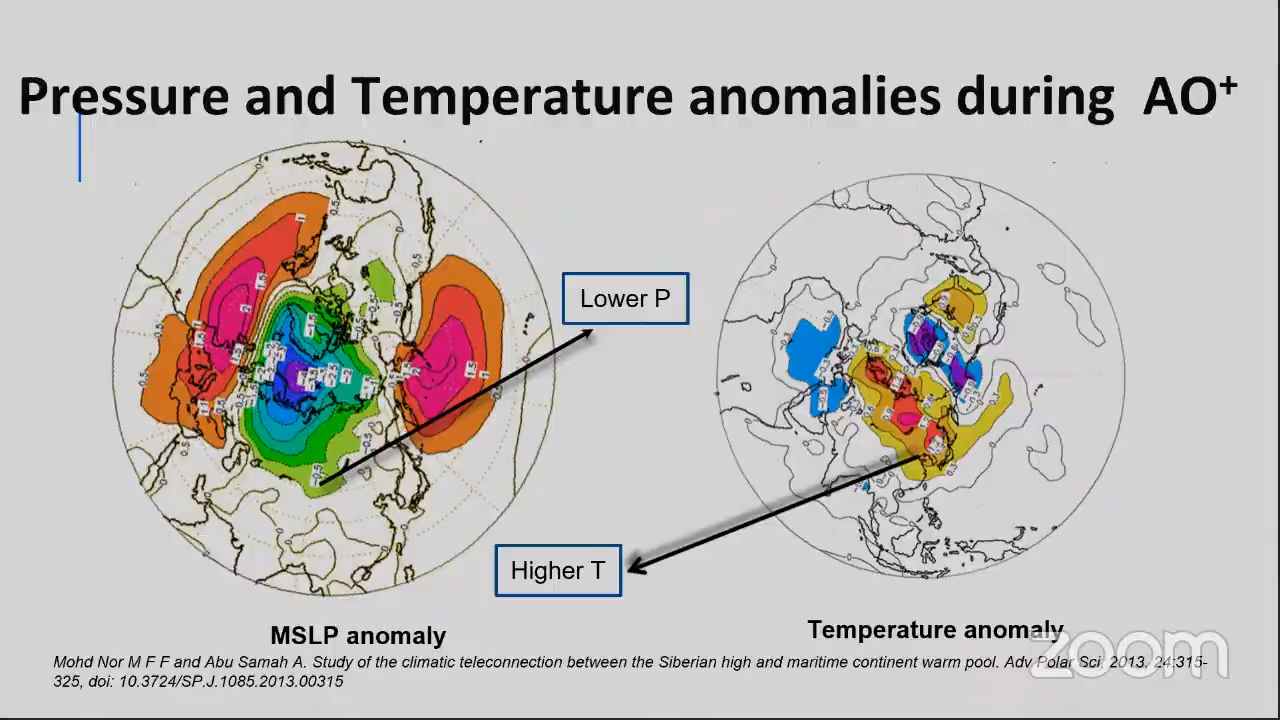 Pressure and Temperature anomalies during AO⁺
Lower P
Higher T
MSLP anomaly
Temperature anomaly
zoom
Mohd Nor M F F and Abu Samah A. Study of the climatic teleconnection between the Siberian high and maritime continent warm pool. Adv Polar Sci, 2013, 24:315-
325, doi: 10.3724/SP.J.1085.2013.00315